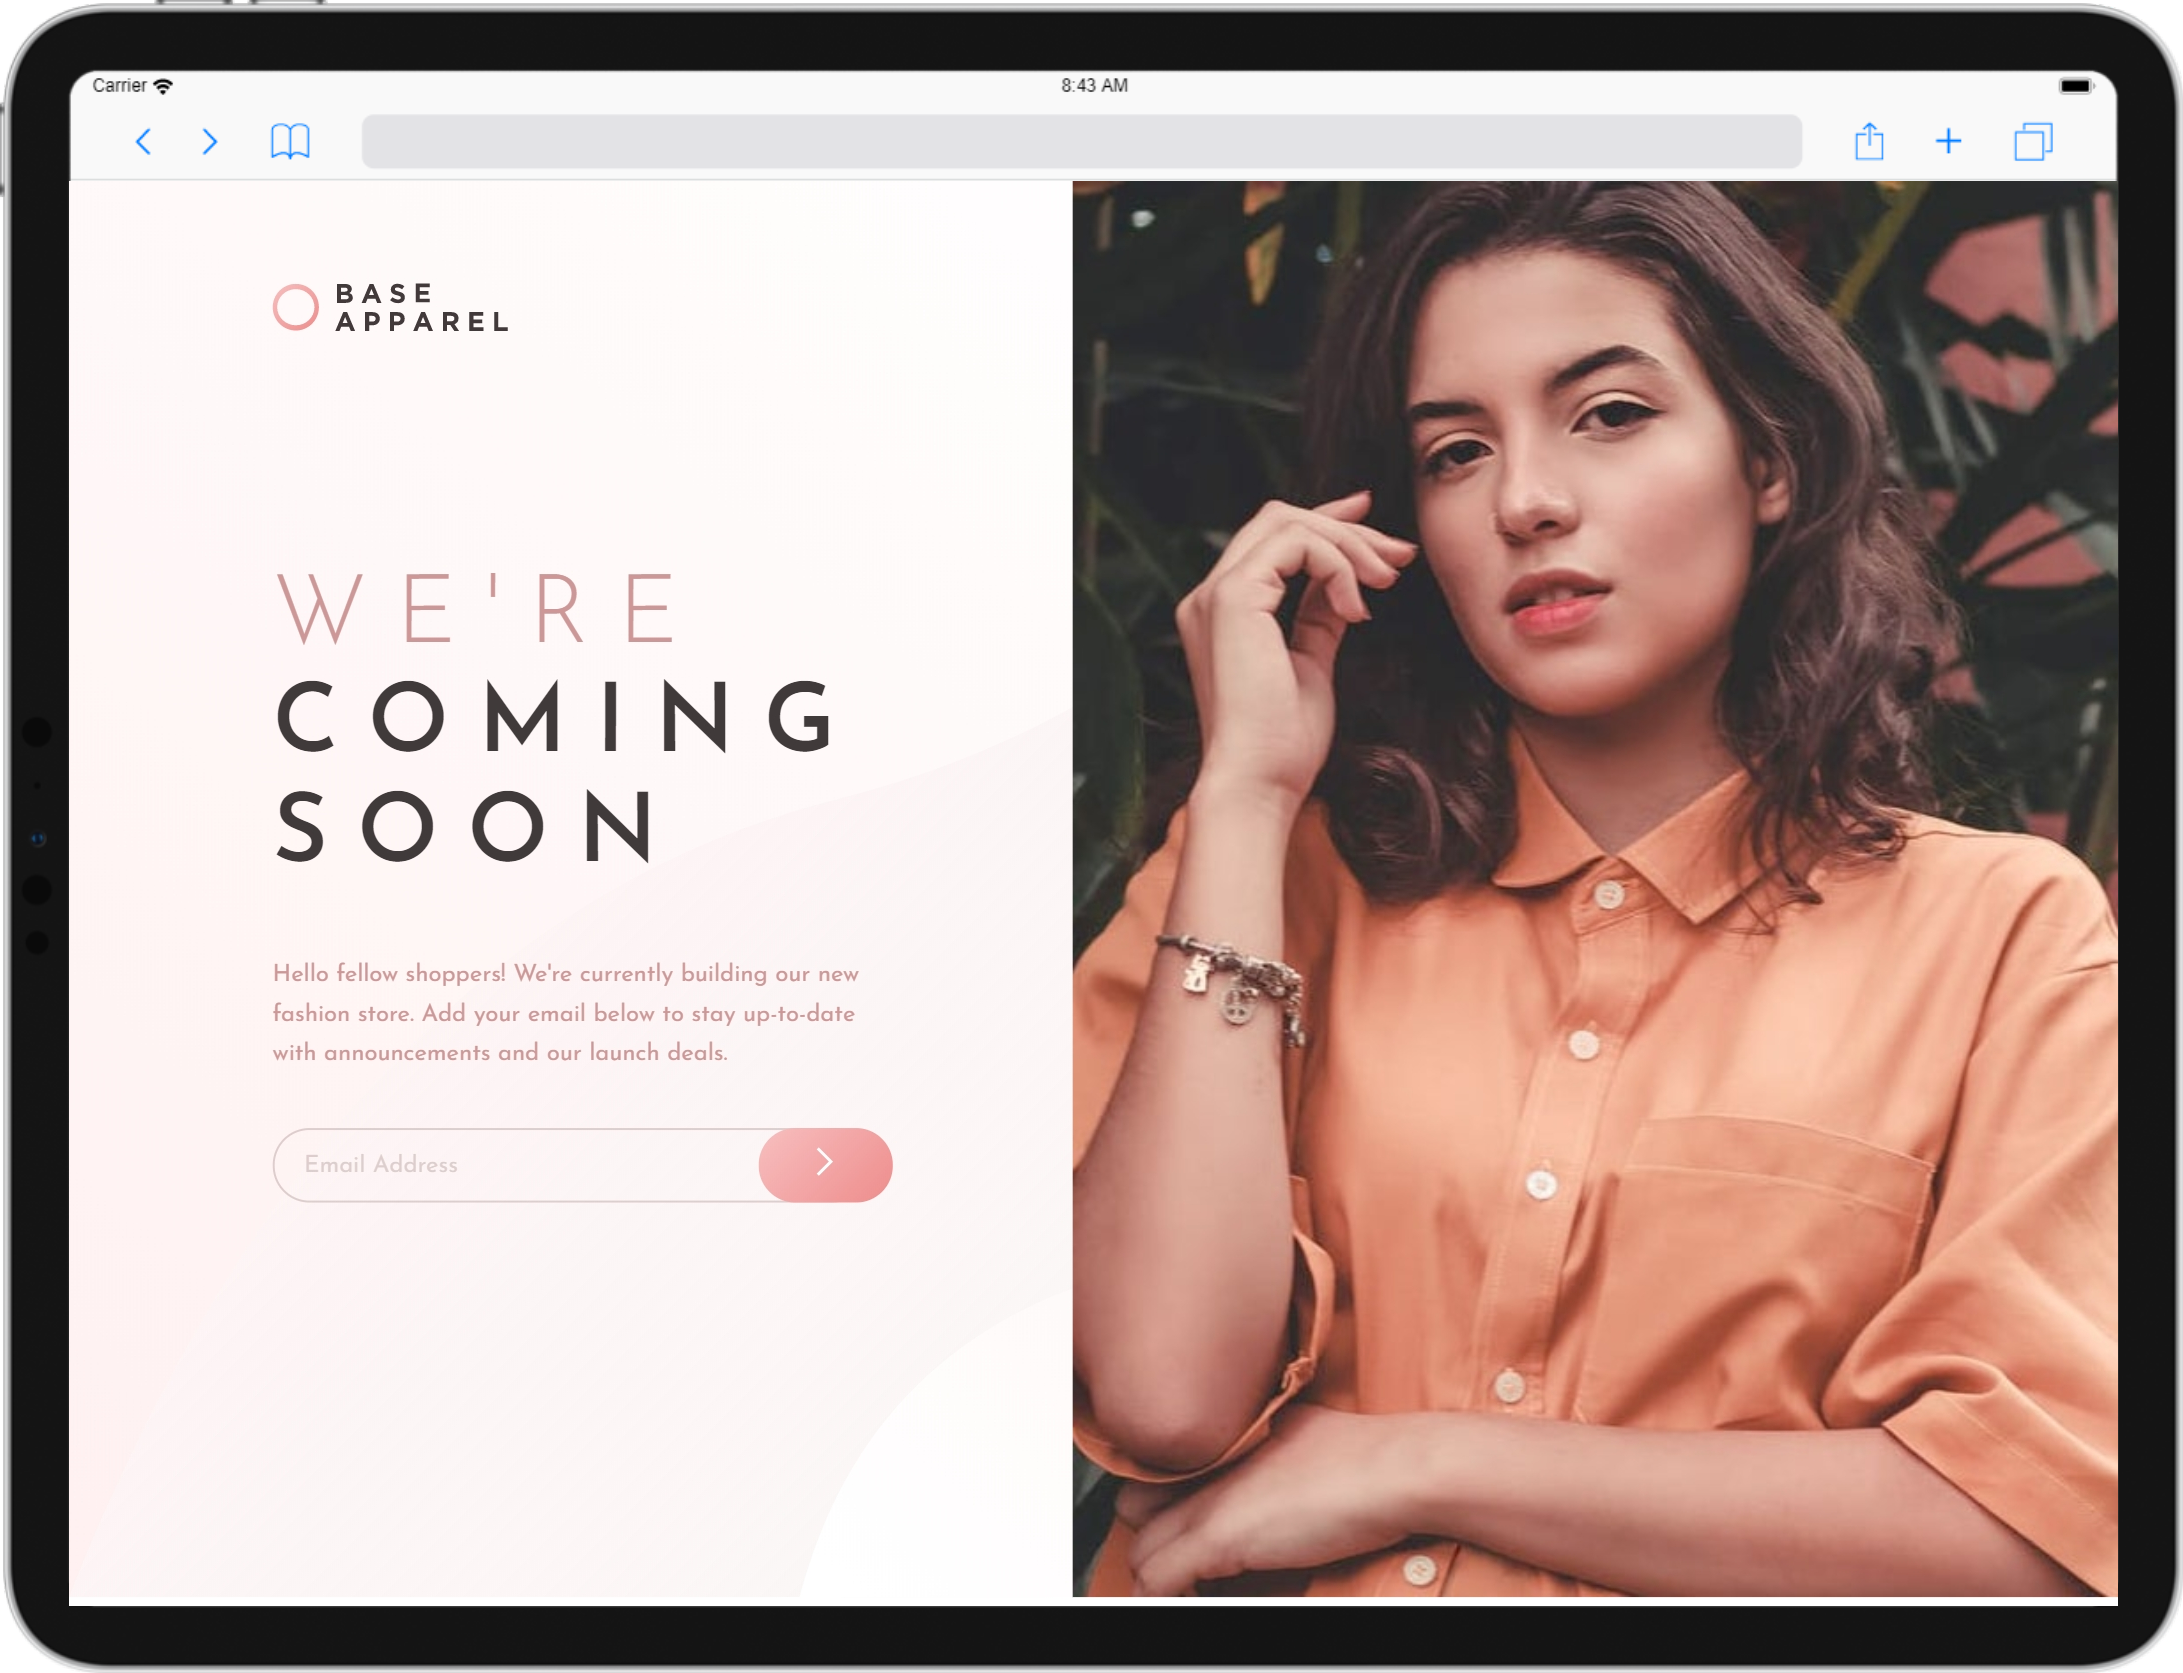 Carrier
8:43 AM
BASE
APPAREL
WE'RE
COMING
SOON
Hello fellow shoppers! We're currently building our new
fashion store. Add your email below to stay up-to-date
with announcements and our launch deals.
Email Address